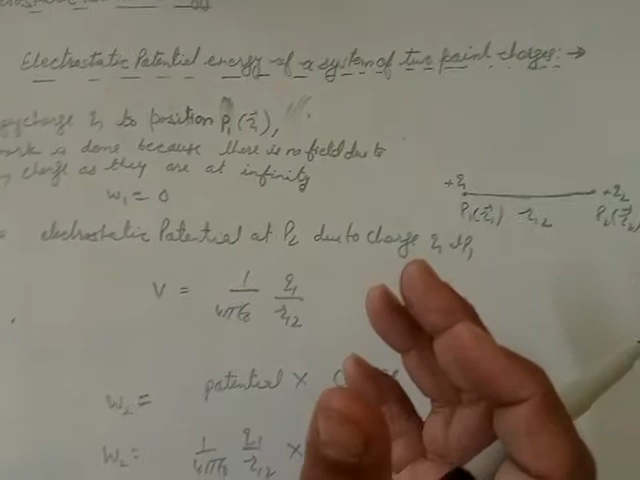 Electrostatic Potential energy of a system of two point charges: →
charge q1 to position P1(r1),
work is done because there is no field due to
charge as they are at infinity
W1 = 0
+q1 +q2
P1(r1) r12 P2(r2)
electrostatic Potential at P2 due to charge q1 at P1
V = 1/4πε0 q1/r12
W2 = potential ×
W2 = 1/4πε0 q1/r12 ×